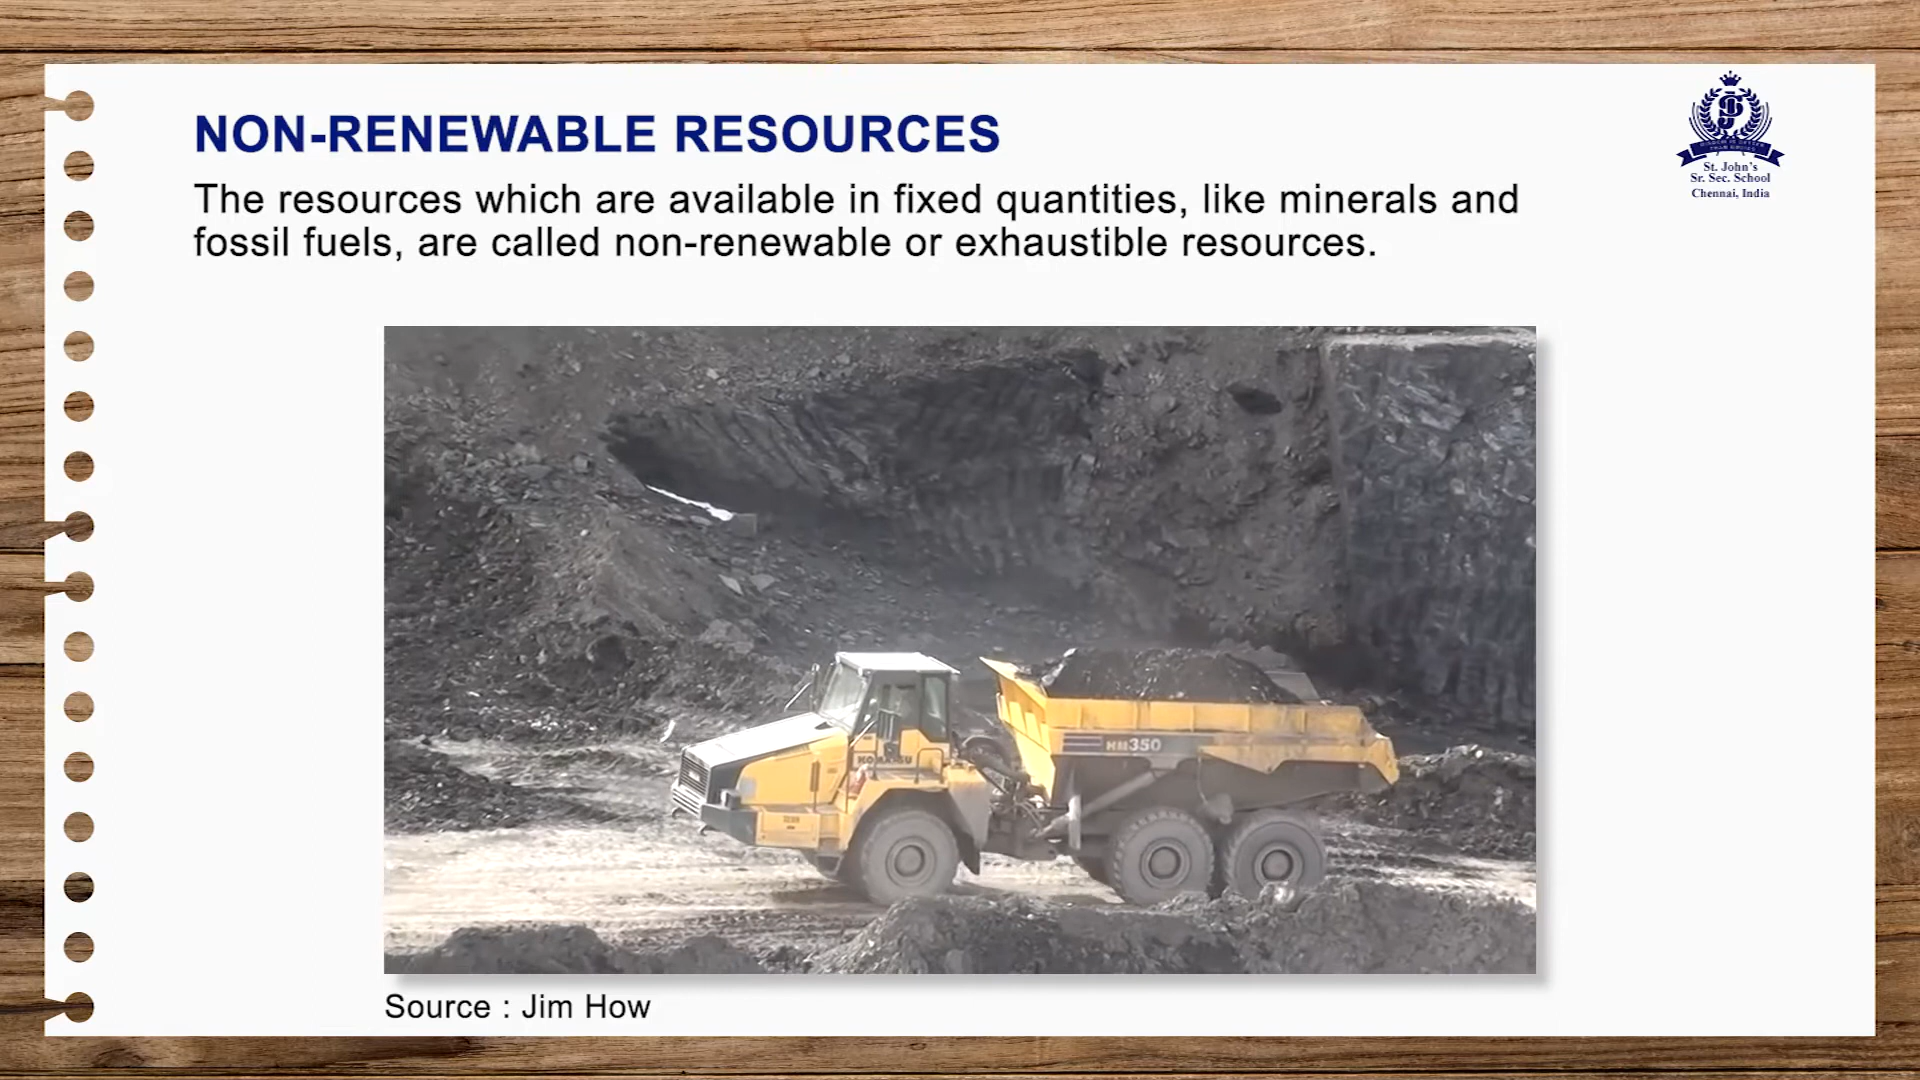 NON-RENEWABLE RESOURCES
The resources which are available in fixed quantities, like minerals and
fossil fuels, are called non-renewable or exhaustible resources.
St. John's
Sr. Sec. School
Chennai, India
KOMATSU
HM350
Source : Jim How